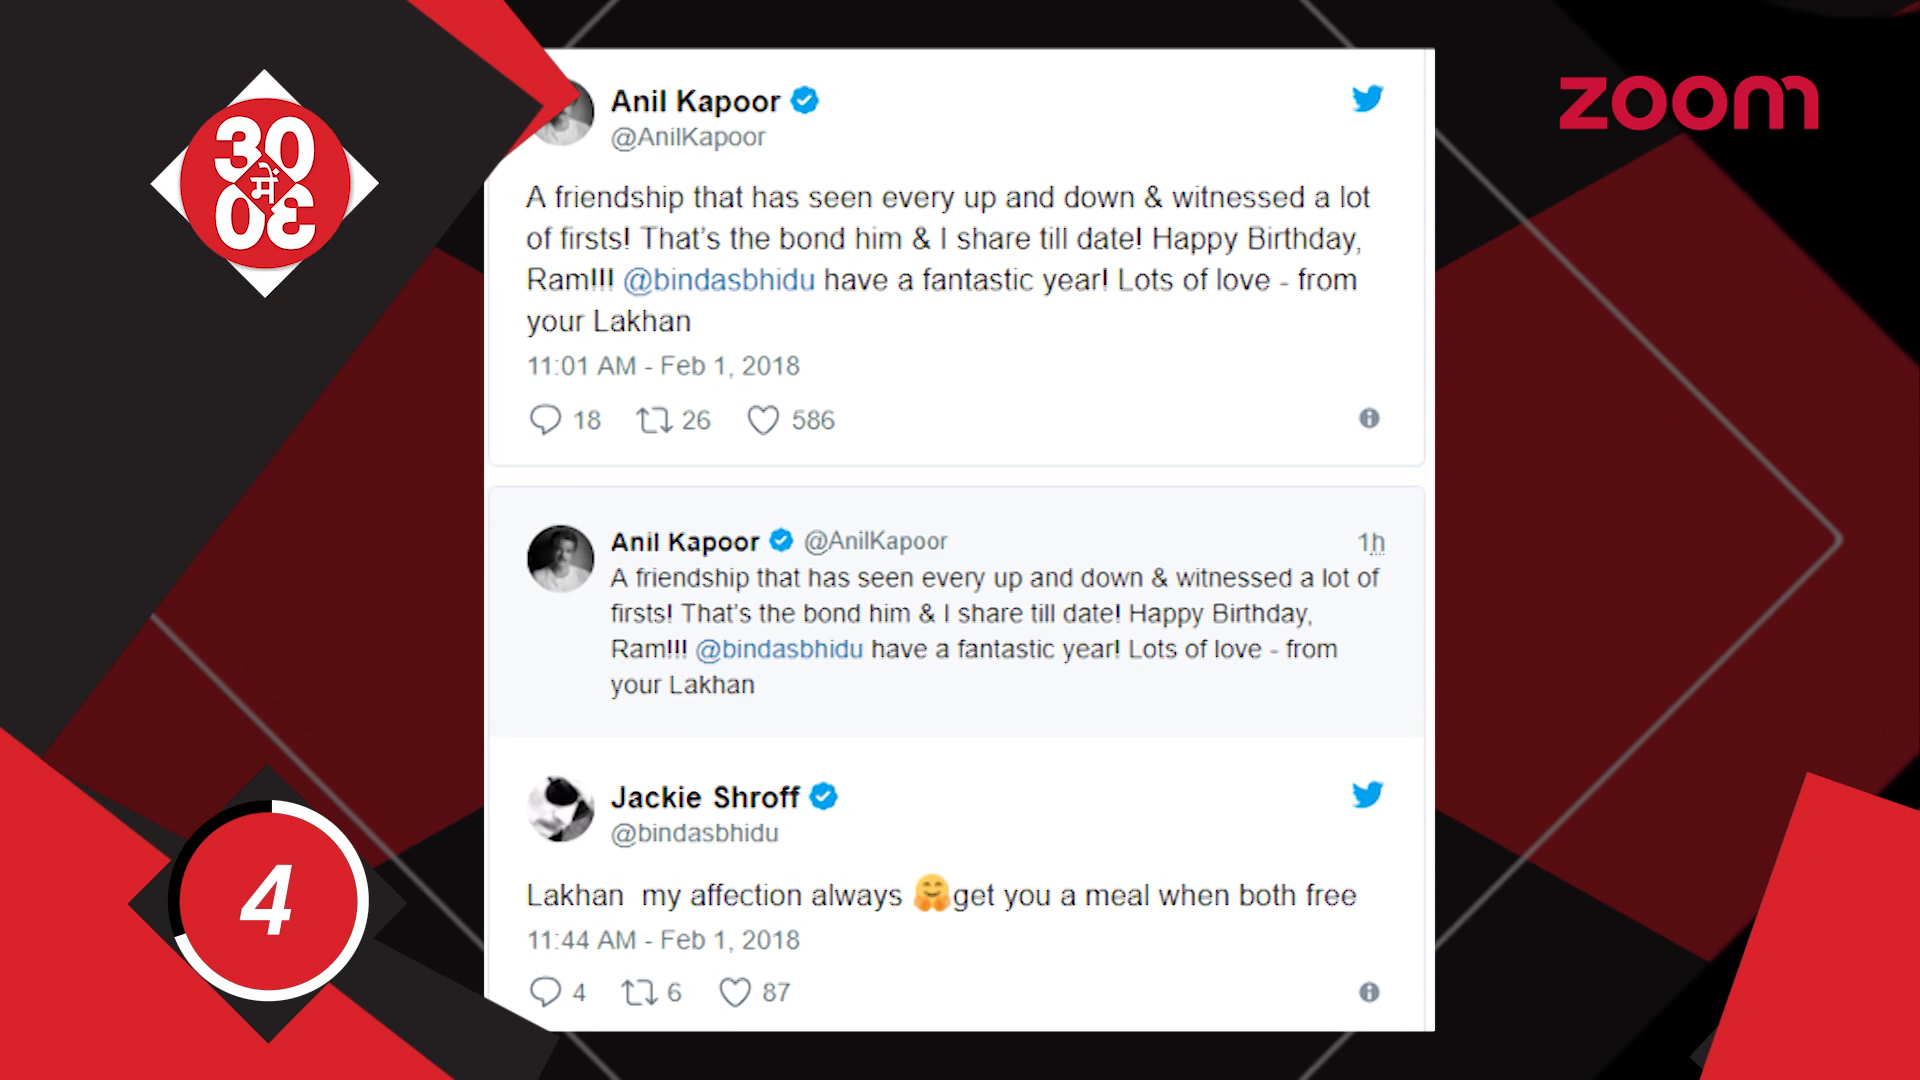 30
में
30
zoom
Anil Kapoor
@AnilKapoor
A friendship that has seen every up and down & witnessed a lot
of firsts! That's the bond him & I share till date! Happy Birthday,
Ram!!! @bindasbhidu have a fantastic year! Lots of love - from
your Lakhan
11:01 AM - Feb 1, 2018
18 26 586
Anil Kapoor @AnilKapoor 1h
A friendship that has seen every up and down & witnessed a lot of
firsts! That's the bond him & I share till date! Happy Birthday,
Ram!!! @bindasbhidu have a fantastic year! Lots of love - from
your Lakhan
Jackie Shroff
@bindasbhidu
Lakhan  my affection always 🤗get you a meal when both free
11:44 AM - Feb 1, 2018
4 6 87
4